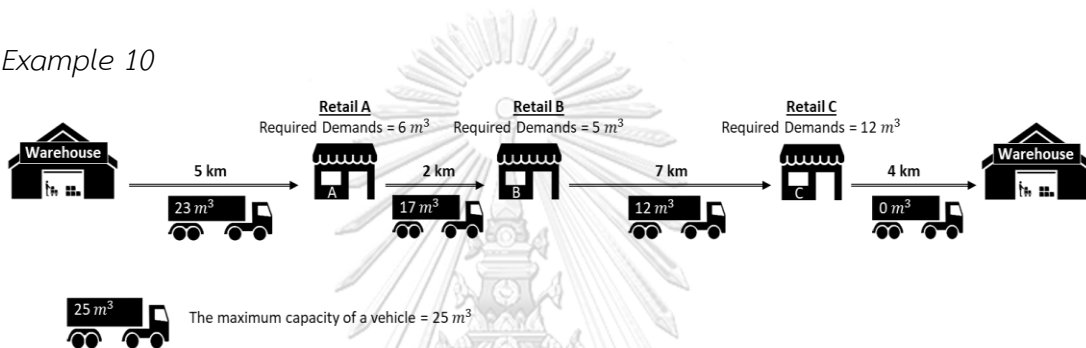 Example 10
Retail A
Required Demands = 6 m³
Retail B
Required Demands = 5 m³
Retail C
Required Demands = 12 m³
Warehouse
5 km
A
2 km
B
7 km
C
4 km
Warehouse
23 m³
17 m³
12 m³
0 m³
25 m³
The maximum capacity of a vehicle = 25 m³